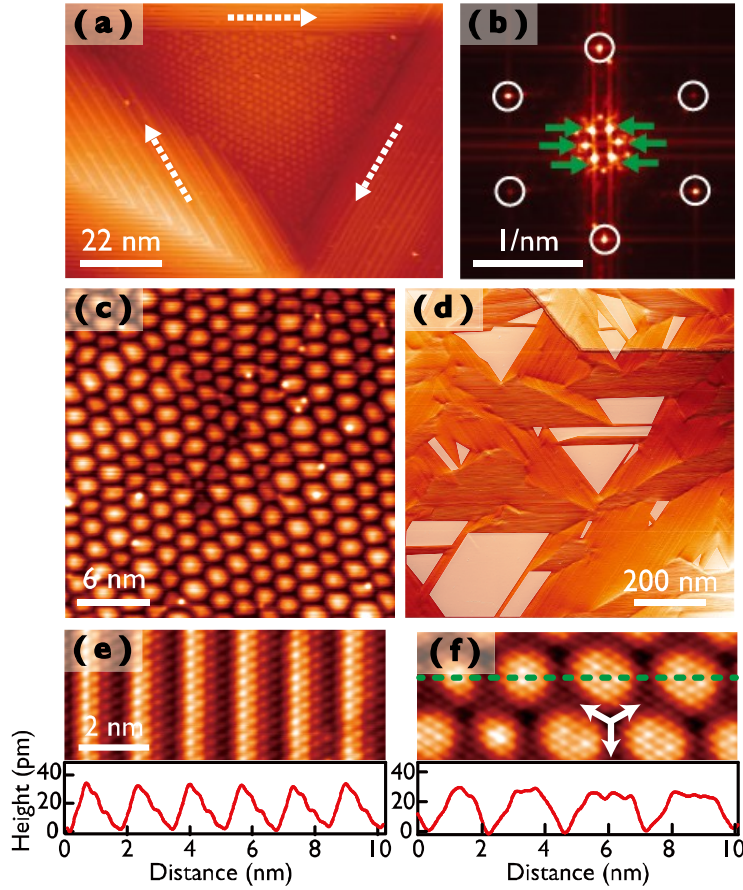 (a)
22 nm
(b)
1/nm
(c)
6 nm
(d)
200 nm
(e)
2 nm
(f)
Height (pm)
40
20
0
0 2 4 6 8 10
Distance (nm)
40
20
0
0 2 4 6 8 10
Distance (nm)